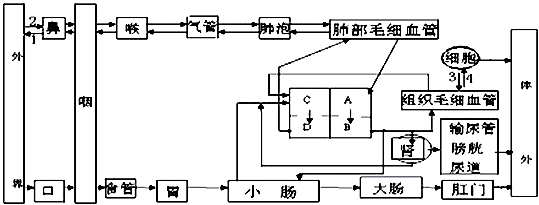 外
界
2
1
鼻
咽
喉
气管
肺泡
肺部毛细血管
细胞
3
4
组织毛细血管
C
A
D
B
肾
输尿管
膀胱
尿道
体
外
口
食管
胃
小肠
大肠
肛门